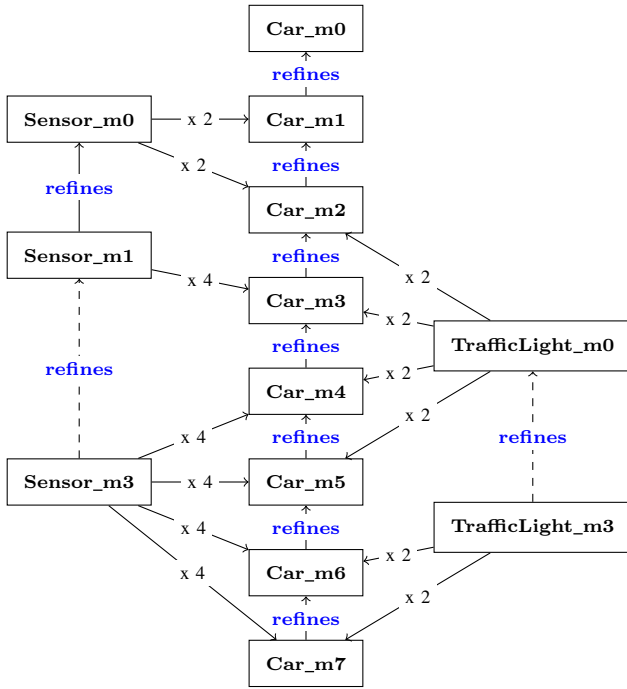 Car_m0
refines
Sensor_m0
x 2
Car_m1
x 2
refines
refines
Car_m2
Sensor_m1
refines
x 2
x 4
Car_m3
x 2
TrafficLight_m0
refines
refines
x 2
Car_m4
x 2
x 4
refines
refines
Sensor_m3
x 4
Car_m5
TrafficLight_m3
x 4
refines
x 2
x 4
Car_m6
x 2
refines
Car_m7